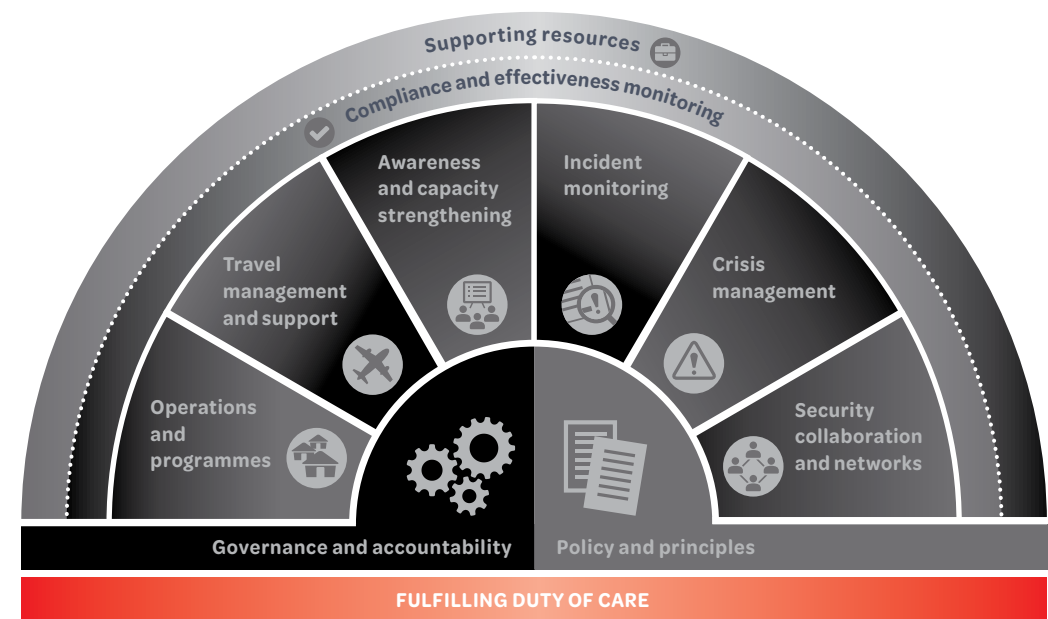 Supporting resources
Compliance and effectiveness monitoring
Operations
and
programmes
Travel
management
and support
Awareness
and capacity
strengthening
Incident
monitoring
Crisis
management
Security
collaboration
and networks
Governance and accountability
Policy and principles
FULFILLING DUTY OF CARE